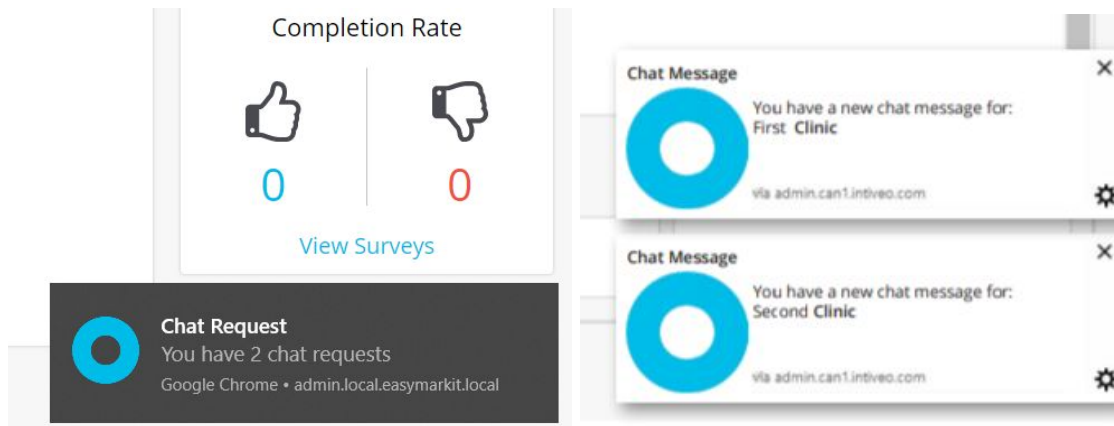 Completion Rate
0 0
View Surveys
Chat Request
You have 2 chat requests
Google Chrome • admin.local.easymarkit.local
Chat Message
You have a new chat message for:
First Clinic
via admin.can1.intiveo.com
Chat Message
You have a new chat message for:
Second Clinic
via admin.can1.intiveo.com